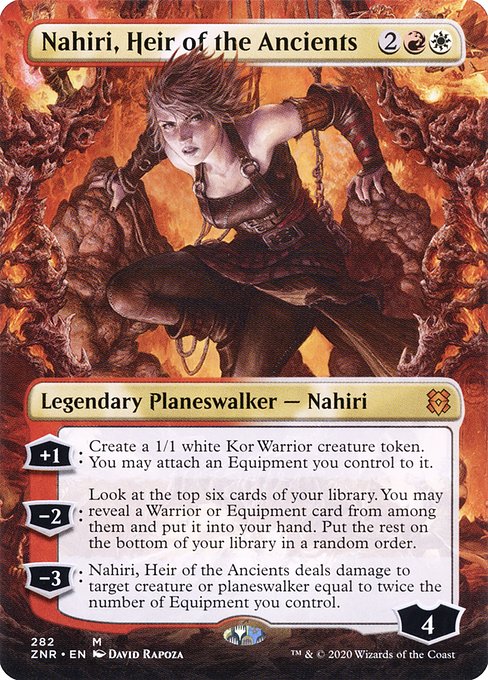 Nahiri, Heir of the Ancients 2
Legendary Planeswalker — Nahiri
+1 : Create a 1/1 white Kor Warrior creature token.
You may attach an Equipment you control to it.
Look at the top six cards of your library. You may
reveal a Warrior or Equipment card from among
−2 : them and put it into your hand. Put the rest on
the bottom of your library in a random order.
−3 : Nahiri, Heir of the Ancients deals damage to
target creature or planeswalker equal to twice the
number of Equipment you control.
4
282 M
ZNR • EN David Rapoza
™ & © 2020 Wizards of the Coast